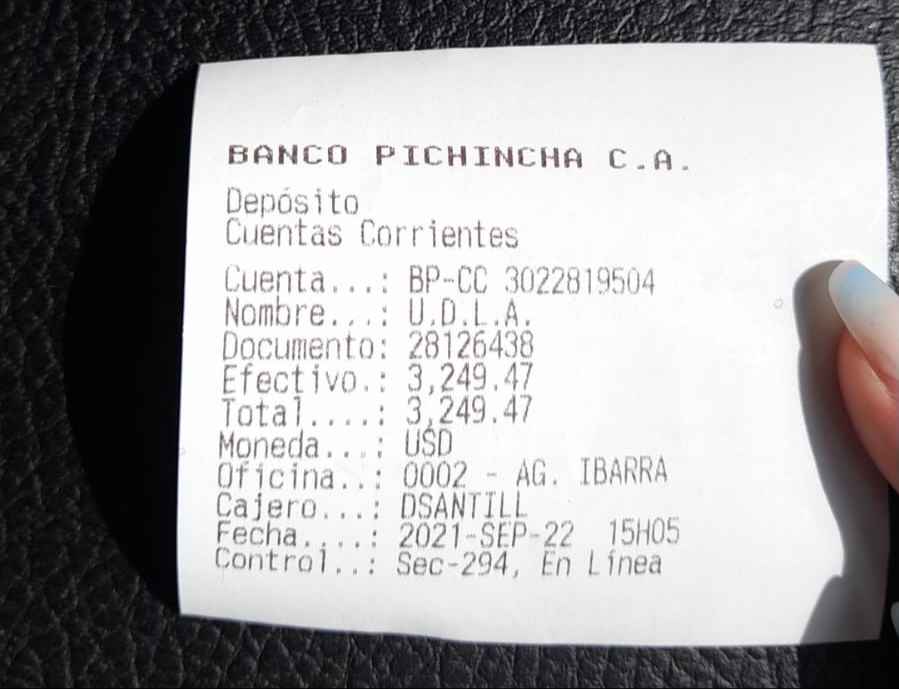 BANCO PICHINCHA C.A.
Depósito
Cuentas Corrientes
Cuenta...: BP-CC 3022819504
Nombre...: U.D.L.A.
Documento: 28126438
Efectivo.: 3,249.47
Total....: 3,249.47
Moneda...: USD
Oficina..: 0002 - AG. IBARRA
Cajero...: DSANTILL
Fecha....: 2021-SEP-22 15H05
Control..: Sec-294, En Línea